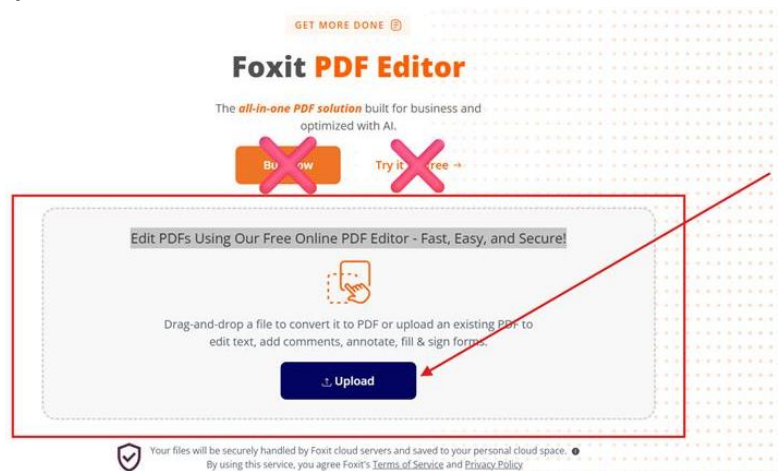 GET MORE DONE
Foxit PDF Editor
The all-in-one PDF solution built for business and
optimized with AI.
Try it
Edit PDFs Using Our Free Online PDF Editor - Fast, Easy, and Secure!
Drag-and-drop a file to convert it to PDF or upload an existing PDF to
edit text, add comments, annotate, fill & sign forms.
Upload
Your files will be securely handled by Foxit cloud servers and saved to your personal cloud space.
By using this service, you agree Foxit's Terms of Service and Privacy Policy